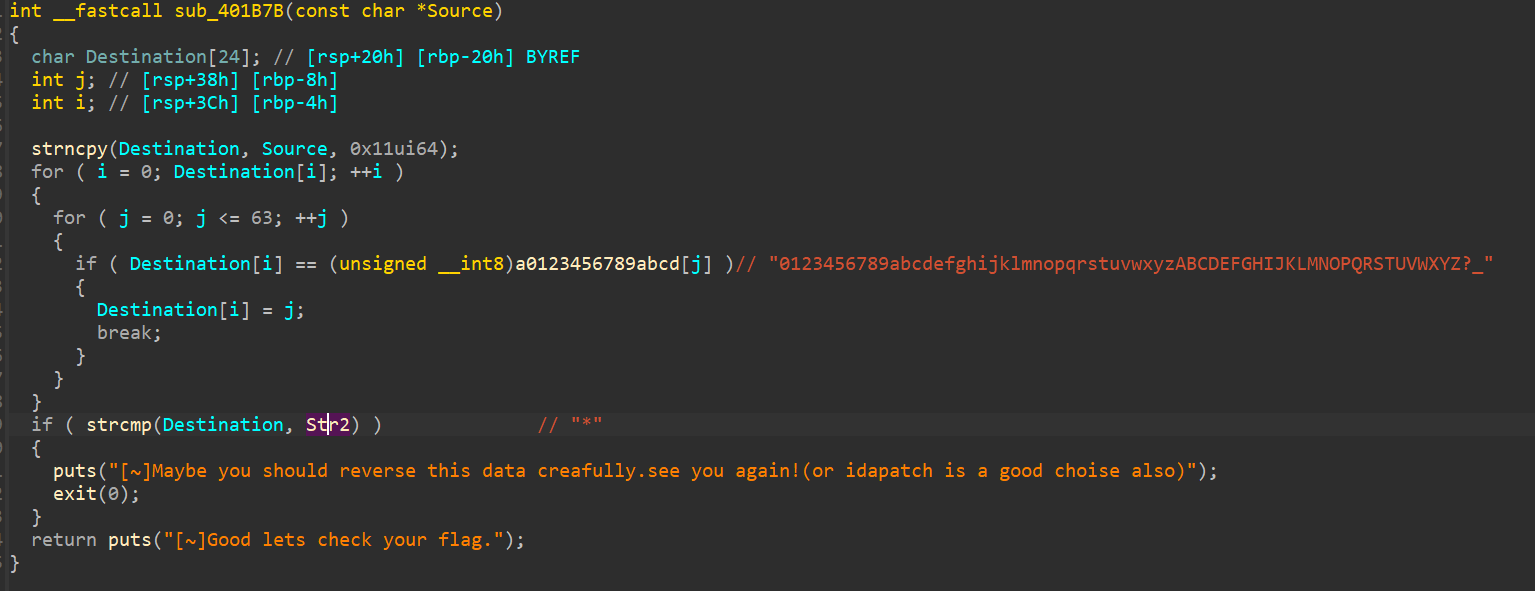 int __fastcall sub_401B7B(const char *Source)
{
  char Destination[24]; // [rsp+20h] [rbp-20h] BYREF
  int j; // [rsp+38h] [rbp-8h]
  int i; // [rsp+3Ch] [rbp-4h]

  strncpy(Destination, Source, 0x11ui64);
  for ( i = 0; Destination[i]; ++i )
  {
    for ( j = 0; j <= 63; ++j )
    {
      if ( Destination[i] == (unsigned __int8)a0123456789abcd[j] )// "0123456789abcdefghijklmnopqrstuvwxyzABCDEFGHIJKLMNOPQRSTUVWXYZ?_"
      {
        Destination[i] = j;
        break;
      }
    }
  }
  if ( strcmp(Destination, Str2) )              // "*"
  {
    puts("[~]Maybe you should reverse this data creafully.see you again!(or idapatch is a good choise also)");
    exit(0);
  }
  return puts("[~]Good lets check your flag.");
}